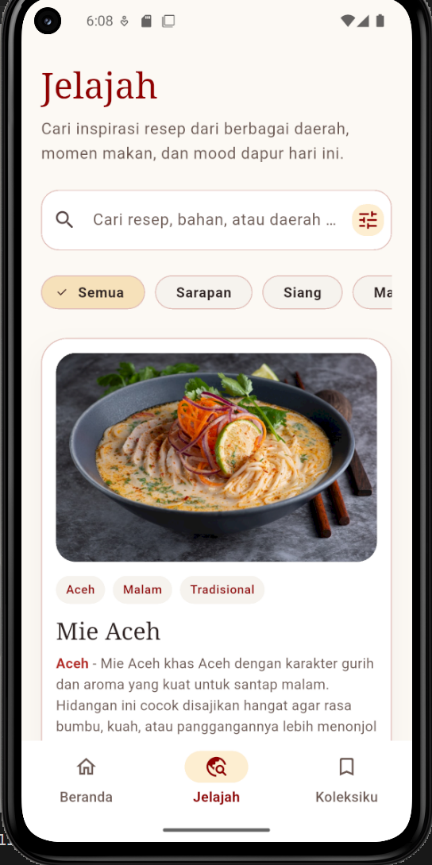 6:08
Jelajah
Cari inspirasi resep dari berbagai daerah,
momen makan, dan mood dapur hari ini.
Cari resep, bahan, atau daerah ...
Semua
Sarapan
Siang
Ma
Aceh
Malam
Tradisional
Mie Aceh
Aceh - Mie Aceh khas Aceh dengan karakter gurih
dan aroma yang kuat untuk santap malam.
Hidangan ini cocok disajikan hangat agar rasa
bumbu, kuah, atau panggangannya lebih menonjol
Beranda
Jelajah
Koleksiku